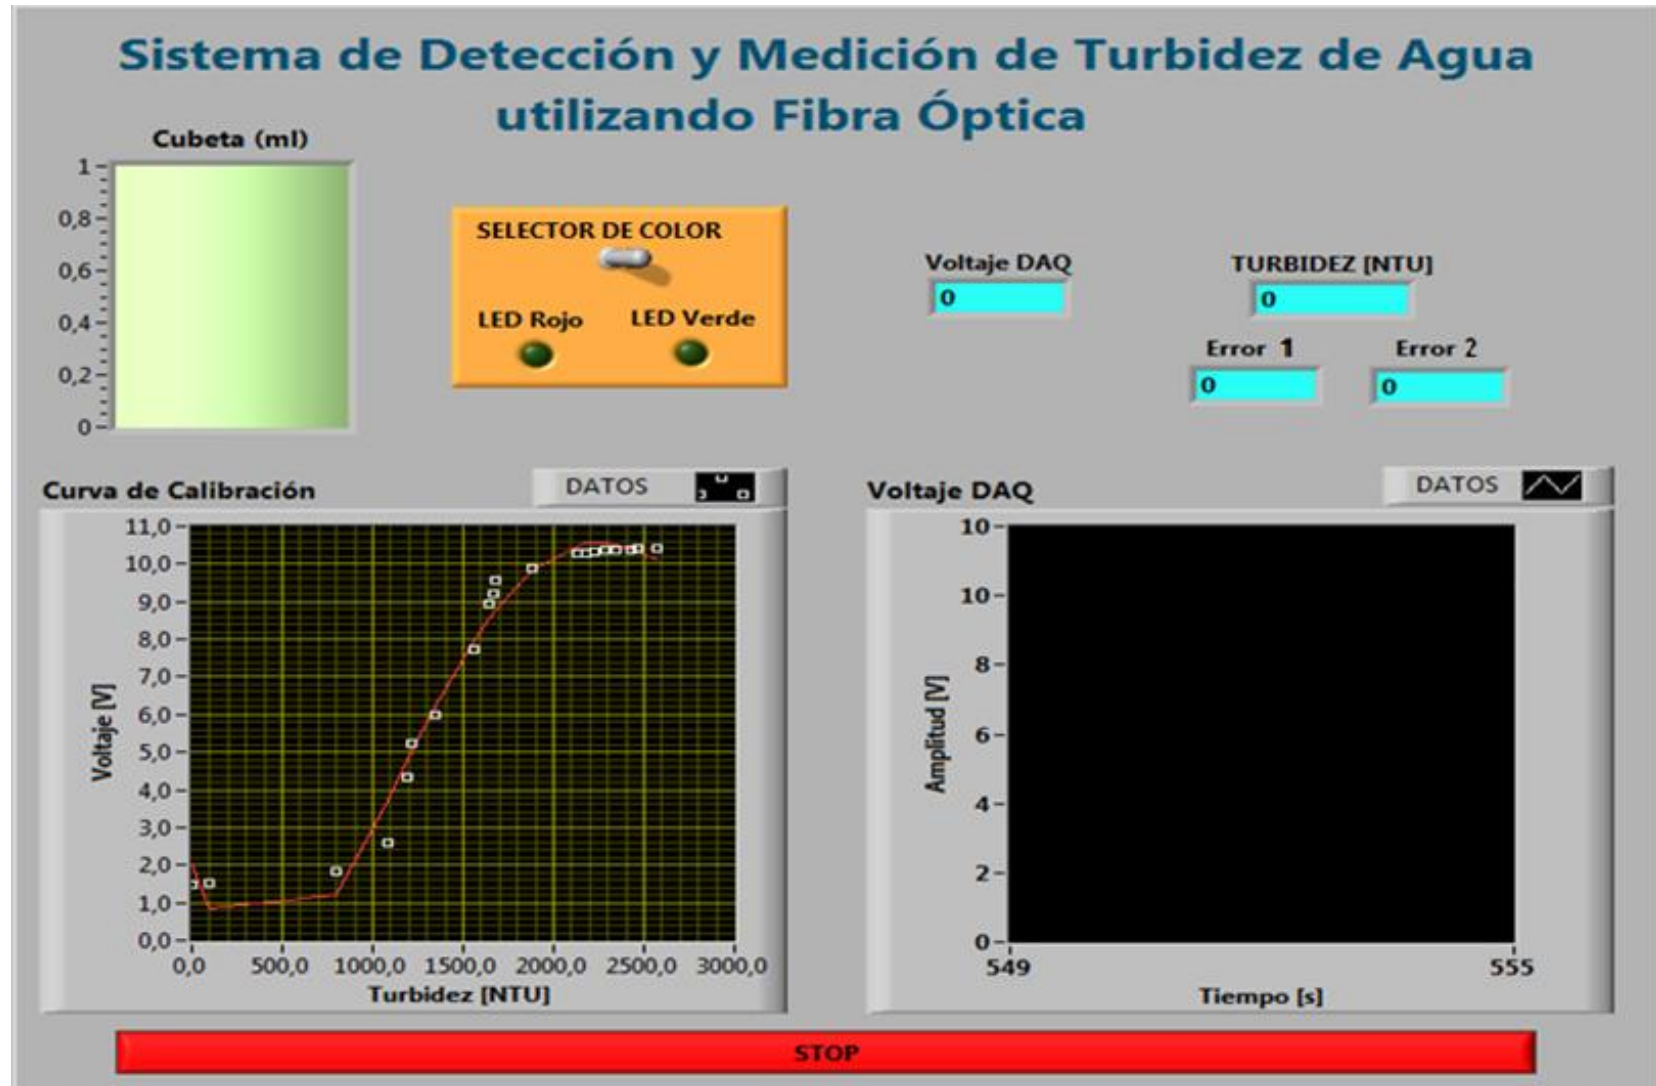 Sistema de Detección y Medición de Turbidez de Agua
utilizando Fibra Óptica
Cubeta (ml)
1
0,8
0,6
0,4
0,2
0
SELECTOR DE COLOR
LED Rojo
LED Verde
Voltaje DAQ
0
TURBIDEZ [NTU]
0
Error 1
0
Error 2
0
Curva de Calibración
DATOS
11,0
10,0
9,0
8,0
7,0
6,0
5,0
4,0
3,0
2,0
1,0
0,0
Voltaje [V]
0,0 500,0 1000,0 1500,0 2000,0 2500,0 3000,0
Turbidez [NTU]
Voltaje DAQ
DATOS
10
10
8
6
4
2
0
Amplitud [V]
549 555
Tiempo [s]
STOP